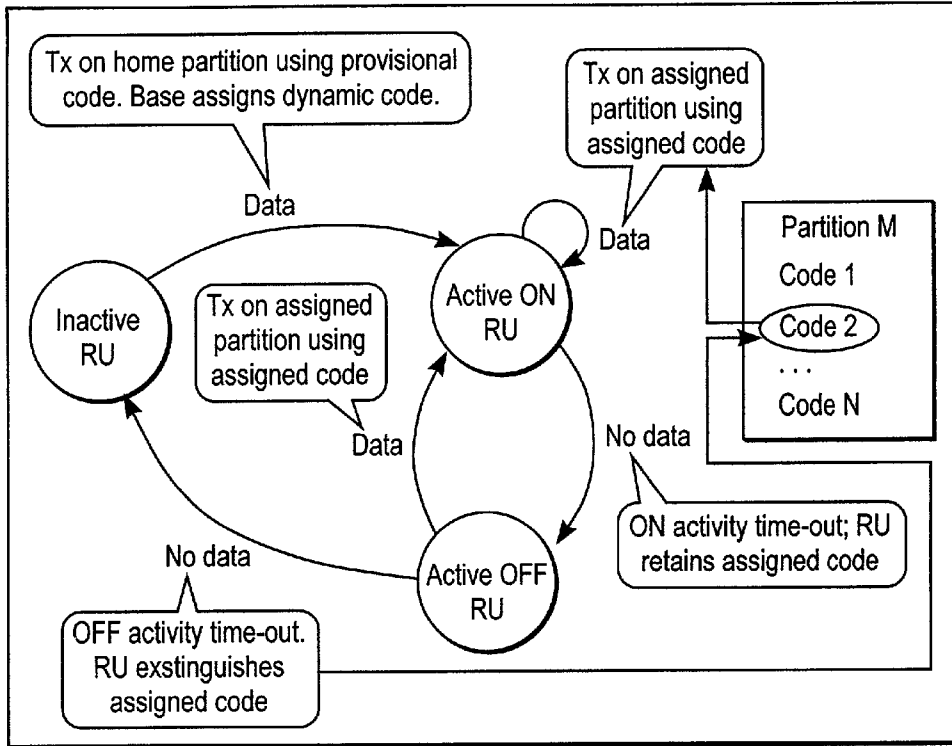 Tx on home partition using provisional
code. Base assigns dynamic code.
Data
Tx on assigned
partition using
assigned code
Data
Partition M
Code 1
Code 2
. . .
Code N
Inactive
RU
Active ON
RU
Tx on assigned
partition using
assigned code
Data
No data
ON activity time-out; RU
retains assigned code
Active OFF
RU
No data
OFF activity time-out.
RU exstinguishes
assigned code